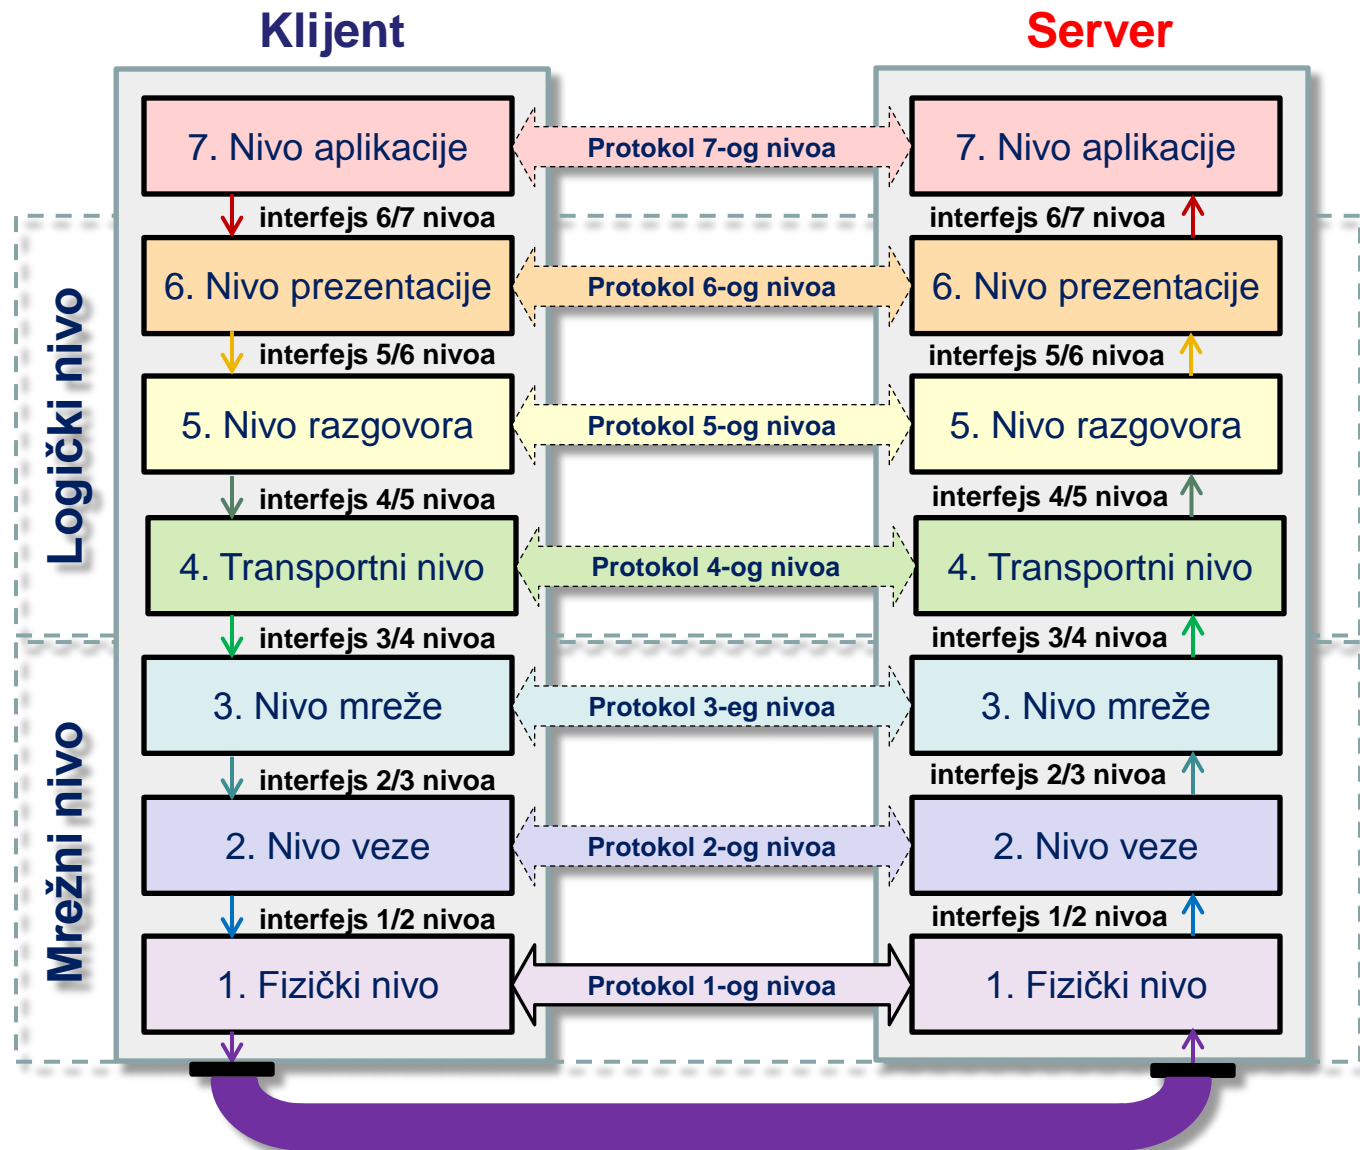 Klijent
Server
7. Nivo aplikacije
Protokol 7-og nivoa
7. Nivo aplikacije
interfejs 6/7 nivoa
interfejs 6/7 nivoa
Logički nivo
6. Nivo prezentacije
Protokol 6-og nivoa
6. Nivo prezentacije
interfejs 5/6 nivoa
interfejs 5/6 nivoa
5. Nivo razgovora
Protokol 5-og nivoa
5. Nivo razgovora
interfejs 4/5 nivoa
interfejs 4/5 nivoa
4. Transportni nivo
Protokol 4-og nivoa
4. Transportni nivo
interfejs 3/4 nivoa
interfejs 3/4 nivoa
Mrežni nivo
3. Nivo mreže
Protokol 3-eg nivoa
3. Nivo mreže
interfejs 2/3 nivoa
interfejs 2/3 nivoa
2. Nivo veze
Protokol 2-og nivoa
2. Nivo veze
interfejs 1/2 nivoa
interfejs 1/2 nivoa
1. Fizički nivo
Protokol 1-og nivoa
1. Fizički nivo